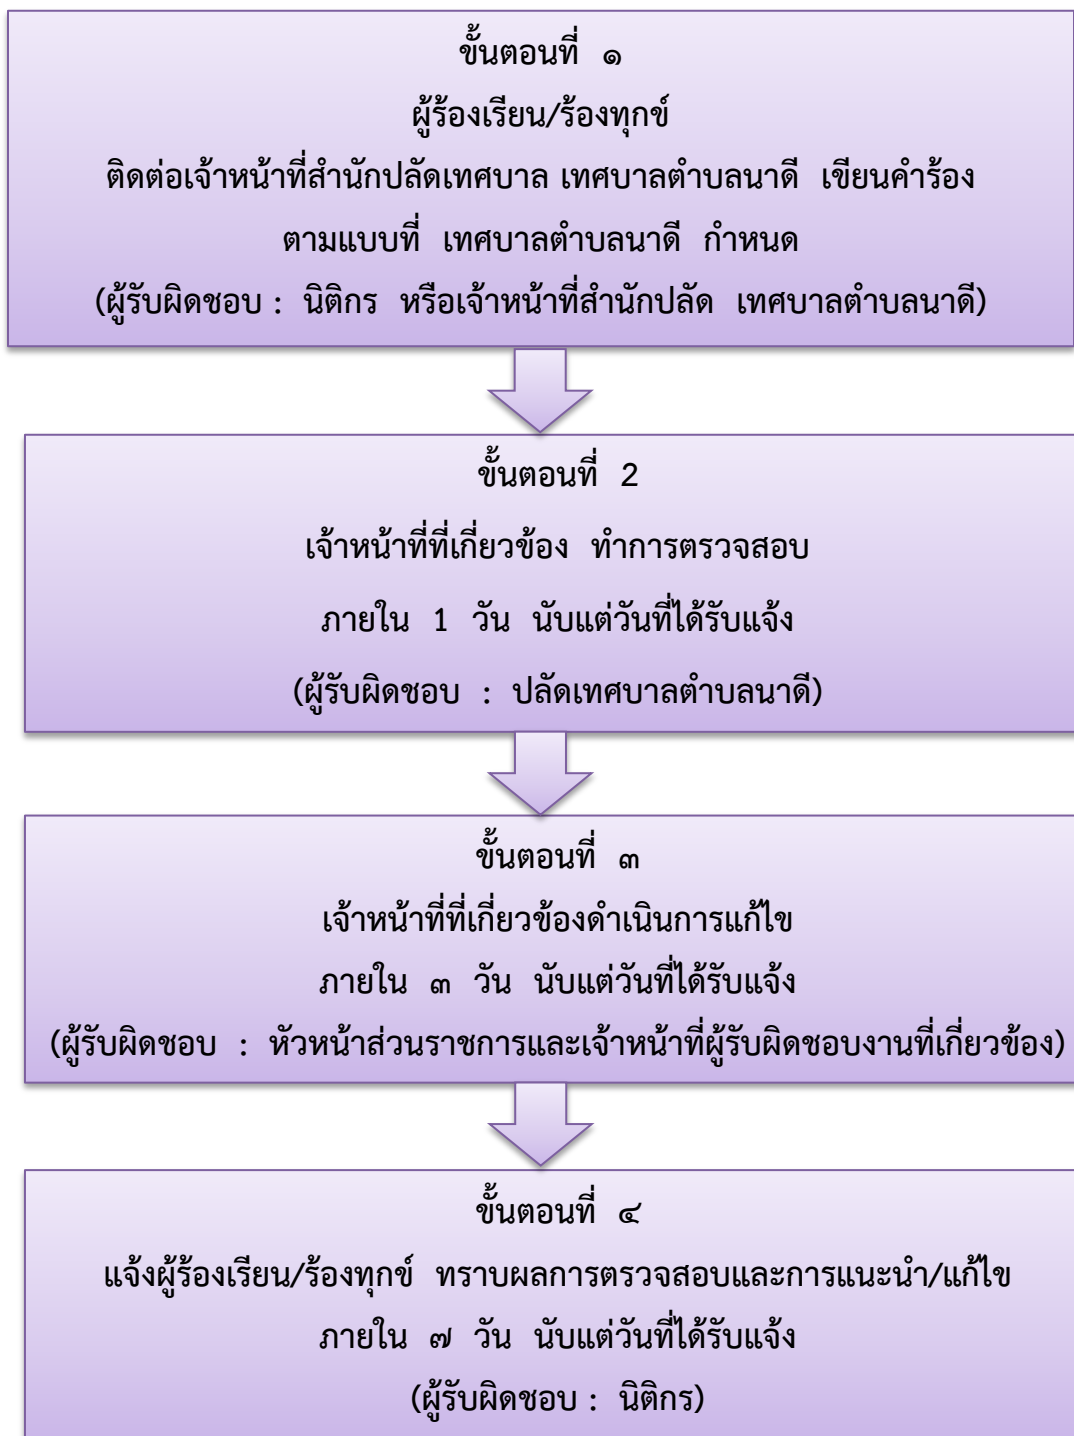 ขั้นตอนที่ ๑
ผู้ร้องเรียน/ร้องทุกข์
ติดต่อเจ้าหน้าที่สำนักปลัดเทศบาล เทศบาลตำบลนาดี เขียนคำร้อง
ตามแบบที่ เทศบาลตำบลนาดี กำหนด
(ผู้รับผิดชอบ : นิติกร หรือเจ้าหน้าที่สำนักปลัด เทศบาลตำบลนาดี)
ขั้นตอนที่ 2
เจ้าหน้าที่ที่เกี่ยวข้อง ทำการตรวจสอบ
ภายใน 1 วัน นับแต่วันที่ได้รับแจ้ง
(ผู้รับผิดชอบ : ปลัดเทศบาลตำบลนาดี)
ขั้นตอนที่ ๓
เจ้าหน้าที่ที่เกี่ยวข้องดำเนินการแก้ไข
ภายใน ๓ วัน นับแต่วันที่ได้รับแจ้ง
(ผู้รับผิดชอบ : หัวหน้าส่วนราชการและเจ้าหน้าที่ผู้รับผิดชอบงานที่เกี่ยวข้อง)
ขั้นตอนที่ ๔
แจ้งผู้ร้องเรียน/ร้องทุกข์ ทราบผลการตรวจสอบและการแนะนำ/แก้ไข
ภายใน ๗ วัน นับแต่วันที่ได้รับแจ้ง
(ผู้รับผิดชอบ : นิติกร)